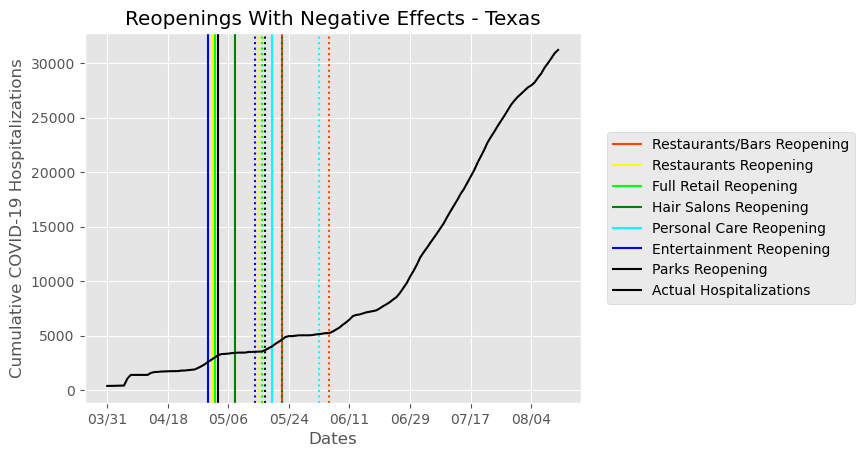 Reopenings With Negative Effects - Texas
Cumulative COVID-19 Hospitalizations
30000
25000
20000
15000
10000
5000
0
03/31 04/18 05/06 05/24 06/11 06/29 07/17 08/04
Dates
Restaurants/Bars Reopening
Restaurants Reopening
Full Retail Reopening
Hair Salons Reopening
Personal Care Reopening
Entertainment Reopening
Parks Reopening
Actual Hospitalizations